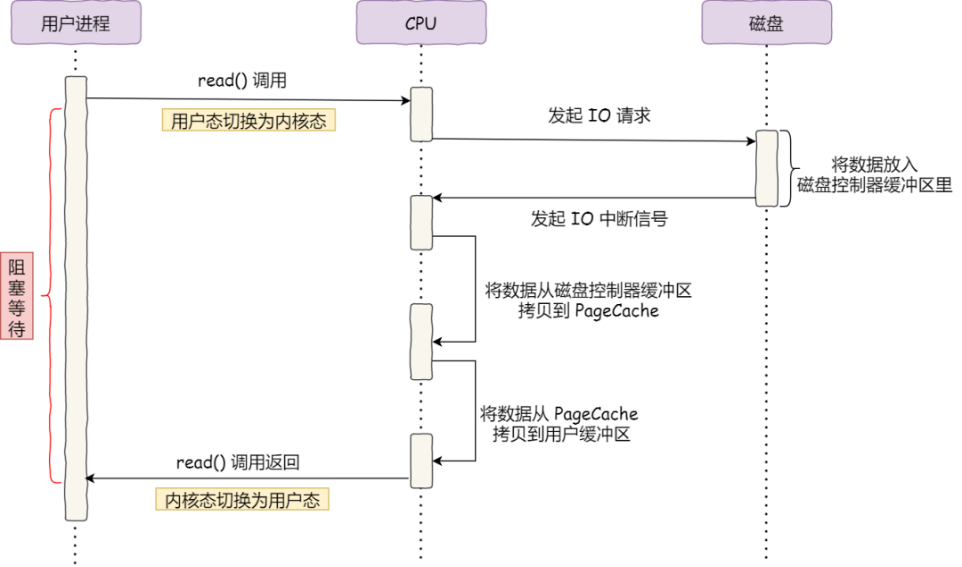 用户进程
CPU
磁盘
read() 调用
用户态切换为内核态
发起 IO 请求
将数据放入
磁盘控制器缓冲区里
发起 IO 中断信号
阻
塞
等
待
将数据从磁盘控制器缓冲区
拷贝到 PageCache
将数据从 PageCache
拷贝到用户缓冲区
read() 调用返回
内核态切换为用户态